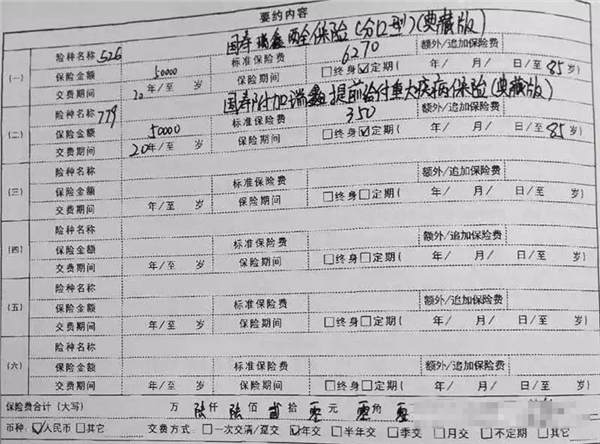 要约内容
险种名称 526 国寿瑞鑫两全保险(分红型)(典藏版)
(一) 保险金额 50000 标准保险费 6270 额外/追加保险费
交费期间 20 年/至 岁 保险期间 □终身☑定期( 年/ 月/ 日/至 85 岁)
险种名称 779 国寿附加瑞鑫提前给付重大疾病保险(典藏版)
(二) 保险金额 50000 标准保险费 350 额外/追加保险费
交费期间 20 年/至 岁 保险期间 □终身☑定期( 年/ 月/ 日/至 85 岁)
险种名称
(三) 保险金额 标准保险费 额外/追加保险费
交费期间 年/至 岁 保险期间 □终身□定期( 年/ 月/ 日/至 岁)
险种名称
(四) 保险金额 标准保险费 额外/追加保险费
交费期间 年/至 岁 保险期间 □终身□定期( 年/ 月/ 日/至 岁)
险种名称
(五) 保险金额 标准保险费 额外/追加保险费
交费期间 年/至 岁 保险期间 □终身□定期( 年/ 月/ 日/至 岁)
险种名称
(六) 保险金额 标准保险费 额外/追加保险费
交费期间 年/至 岁 保险期间 □终身□定期( 年/ 月/ 日/至 岁)
保险费合计(大写) 万 陆 仟 陆 佰 贰 拾 零 元 零 角 零
币种: ☑人民币 □其它 交费方式: □一次交清/趸交 ☑年交 □半年交 □季交 □月交 □不定期 □其它